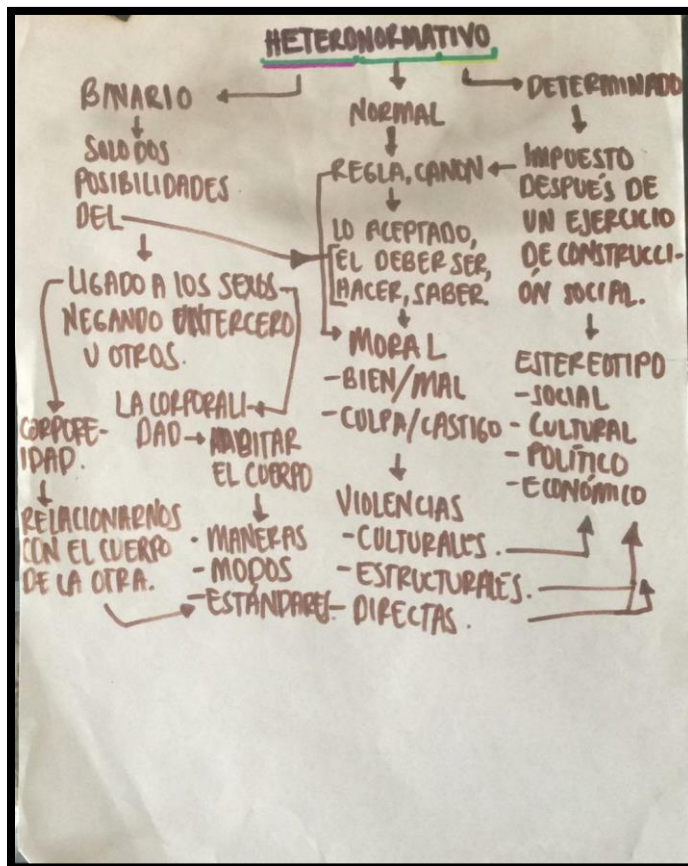 HETERONORMATIVO
BINARIO
SOLO DOS
POSIBILIDADES
DEL
LIGADO A LOS SEXOS
NEGANDO UN TERCERO
U OTROS.
CORPORE-
IDAD.
RELACIONARNOS
CON EL CUERPO
DE LA OTRA.
LA CORPORALI
DAD → HABITAR
EL CUERPO
- MANERAS
- MODOS
- ESTÁNDARES
NORMAL
REGLA, CANON
LO ACEPTADO,
EL DEBER SER,
HACER, SABER.
MORAL
- BIEN/MAL
- CULPA/CASTIGO
VIOLENCIAS
- CULTURALES.
- ESTRUCTURALES.
- DIRECTAS.
DETERMINADO
IMPUESTO
DESPUÉS DE
UN EJERCICIO
DE CONSTRUCCI-
ÓN SOCIAL.
ESTEREOTIPO
- SOCIAL
- CULTURAL
- POLÍTICO
- ECONÓMICO